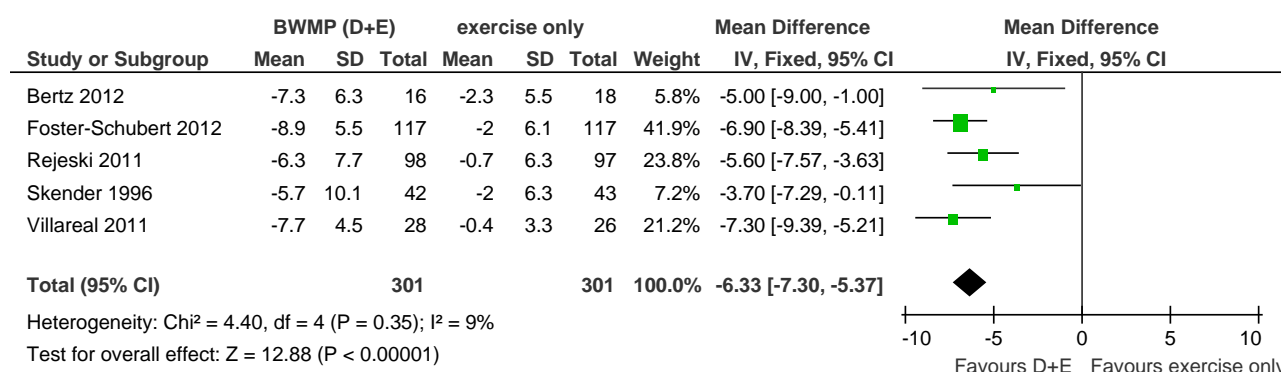 BWMP (D+E) exercise only Mean Difference Mean Difference
Study or Subgroup Mean SD Total Mean SD Total Weight IV, Fixed, 95% CI IV, Fixed, 95% CI
Bertz 2012 -7.3 6.3 16 -2.3 5.5 18 5.8% -5.00 [-9.00, -1.00]
Foster-Schubert 2012 -8.9 5.5 117 -2 6.1 117 41.9% -6.90 [-8.39, -5.41]
Rejeski 2011 -6.3 7.7 98 -0.7 6.3 97 23.8% -5.60 [-7.57, -3.63]
Skender 1996 -5.7 10.1 42 -2 6.3 43 7.2% -3.70 [-7.29, -0.11]
Villareal 2011 -7.7 4.5 28 -0.4 3.3 26 21.2% -7.30 [-9.39, -5.21]
Total (95% CI) 301 301 100.0% -6.33 [-7.30, -5.37]
Heterogeneity: Chi² = 4.40, df = 4 (P = 0.35); I² = 9%
Test for overall effect: Z = 12.88 (P < 0.00001)
-10 -5 0 5 10
Favours D+E Favours exercise only